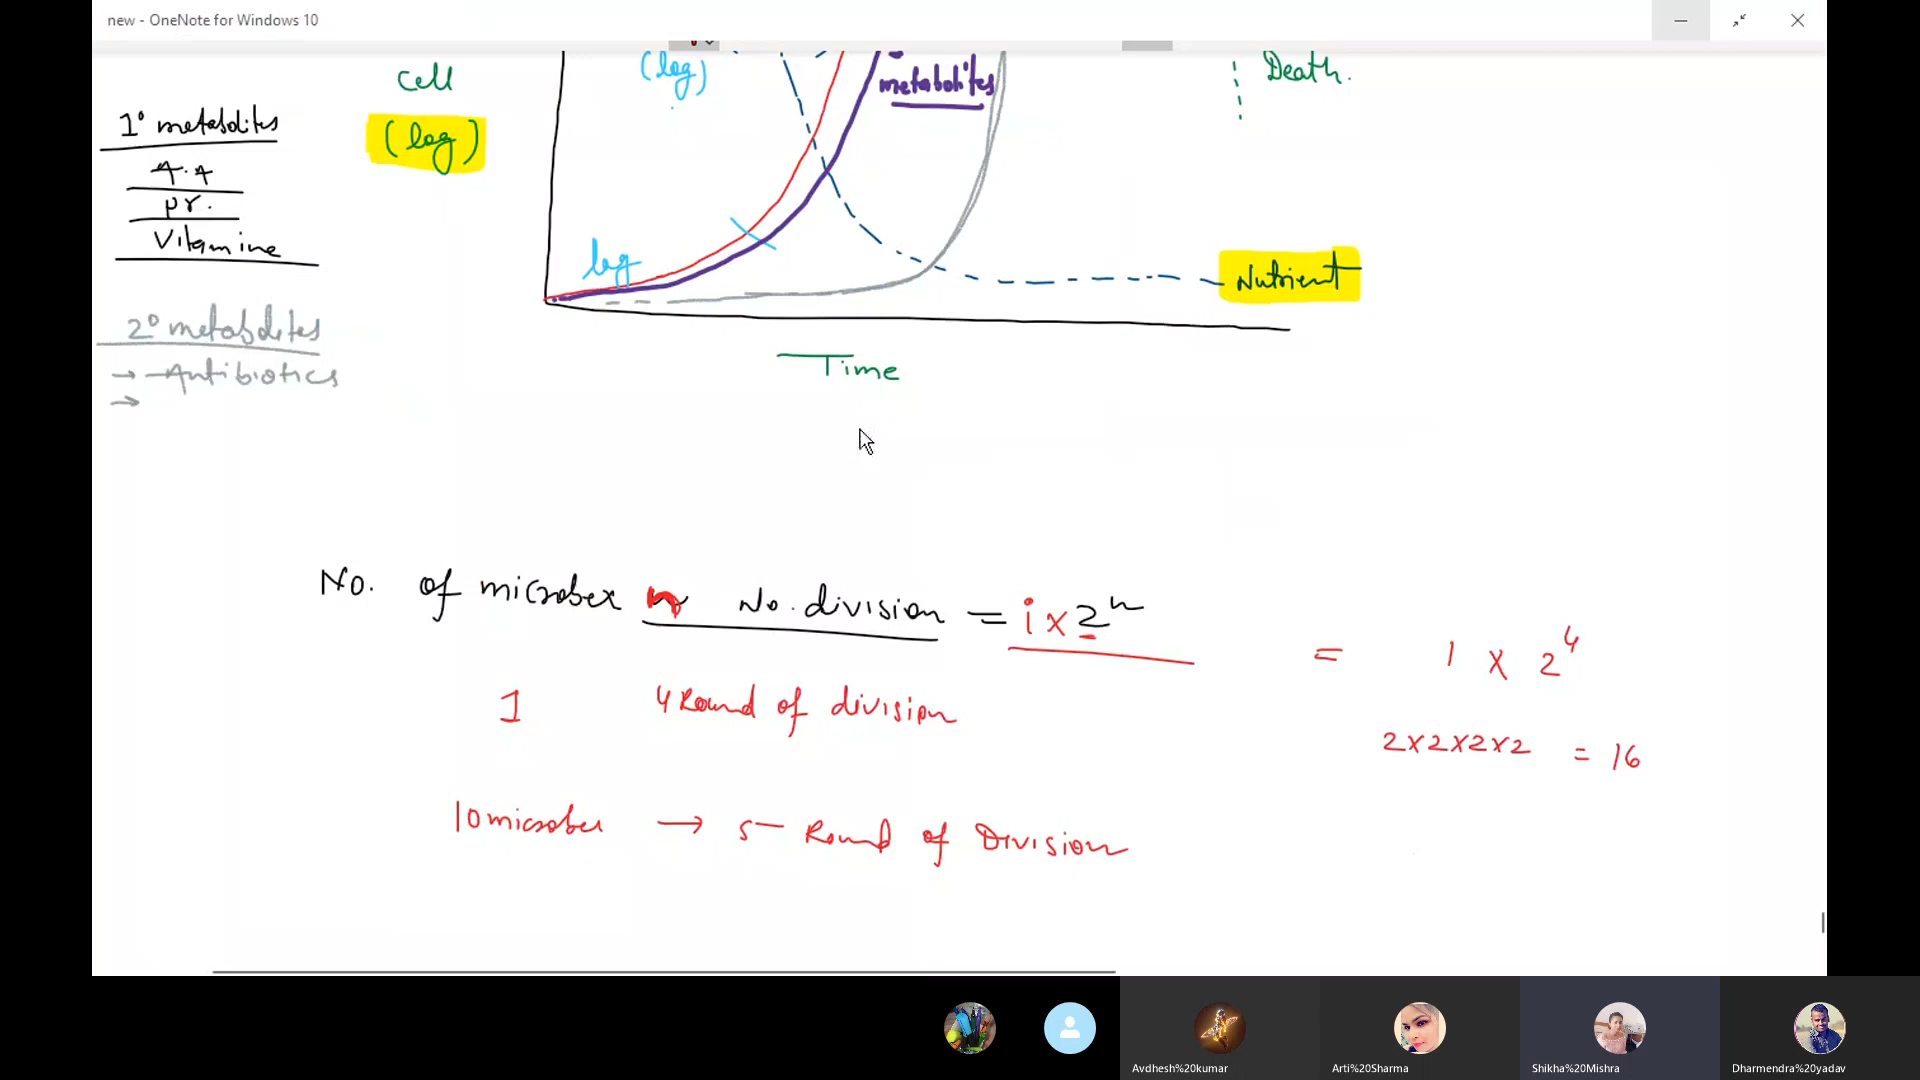 new - OneNote for Windows 10
Cell
(log)
1° metabolites
A.A
pr.
Vitamine
2° metabolites
→ Antibiotics
→
(log)
metabolites
Death.
lag
Nutrient
Time
No. of microbes No. division = i x 2ⁿ
= 1 x 2⁴
1 4 Round of division
2x2x2x2 = 16
10 microbes → 5 Round of Division
Avdhesh%20kumar
Arti%20Sharma
Shikha%20Mishra
Dharmendra%20yadav